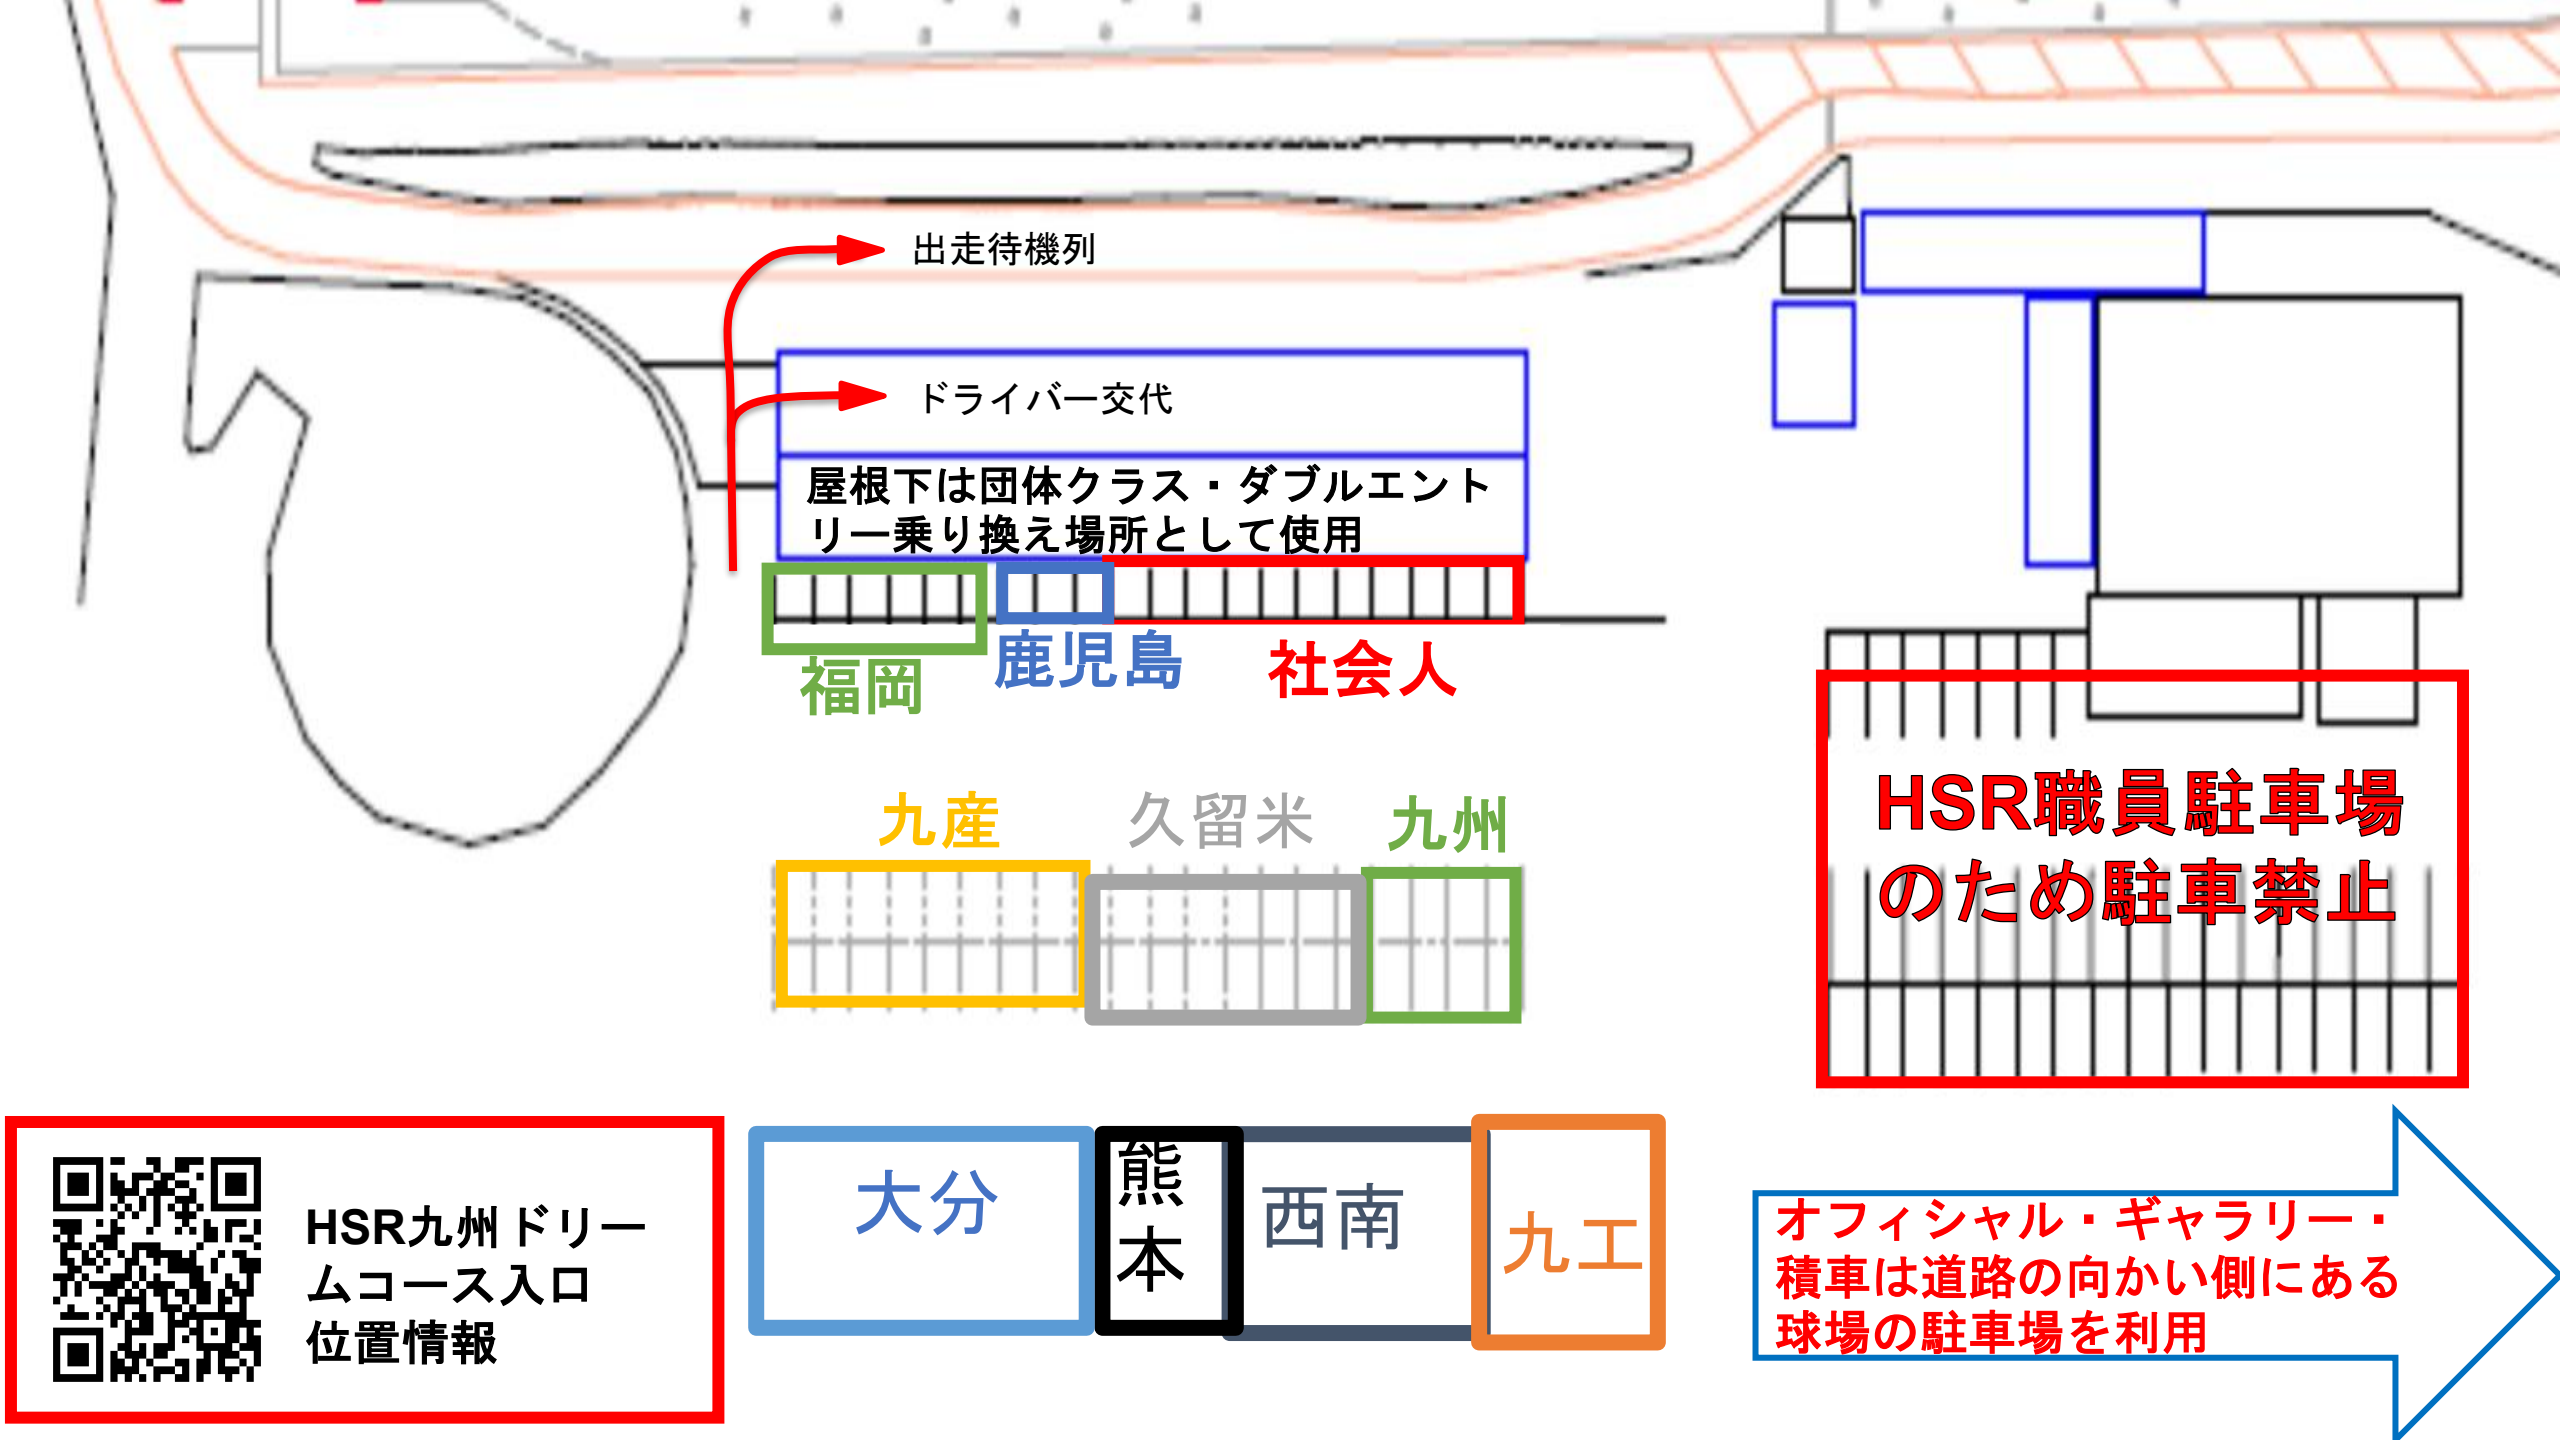 出走待機列
ドライバー交代
屋根下は団体クラス・ダブルエント
リー乗り換え場所として使用
福岡
鹿児島
社会人
九産
久留米
九州
HSR職員駐車場
のため駐車禁止
大分
熊
本
西南
九工
HSR九州ドリー
ムコース入口
位置情報
オフィシャル・ギャラリー・
積車は道路の向かい側にある
球場の駐車場を利用